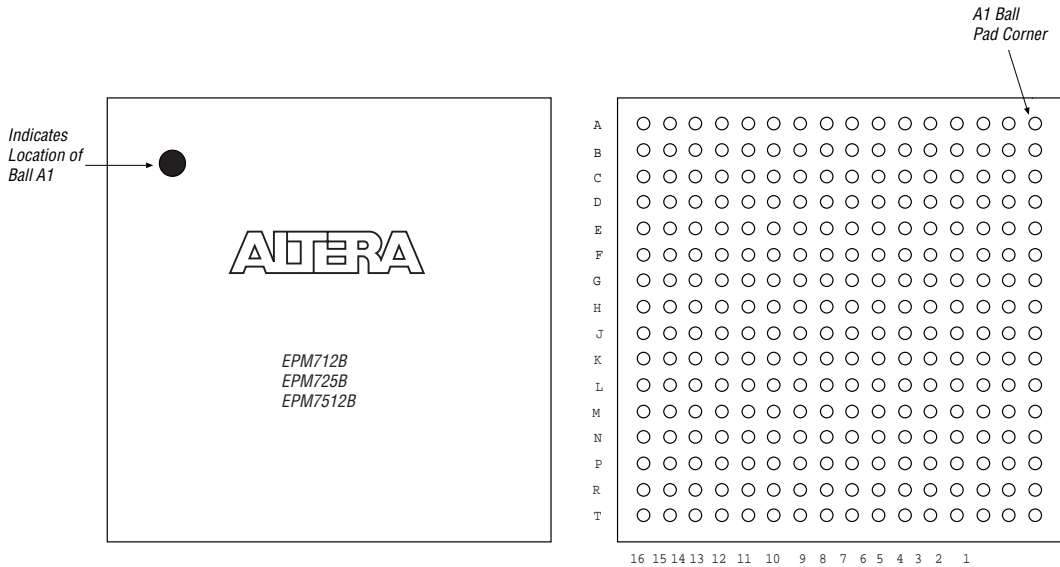 A1 Ball
Pad Corner
Indicates
Location of
Ball A1
ALTERA
EPM712B
EPM725B
EPM7512B
A
B
C
D
E
F
G
H
J
K
L
M
N
P
R
T
16 15 14 13 12 11 10 9 8 7 6 5 4 3 2 1